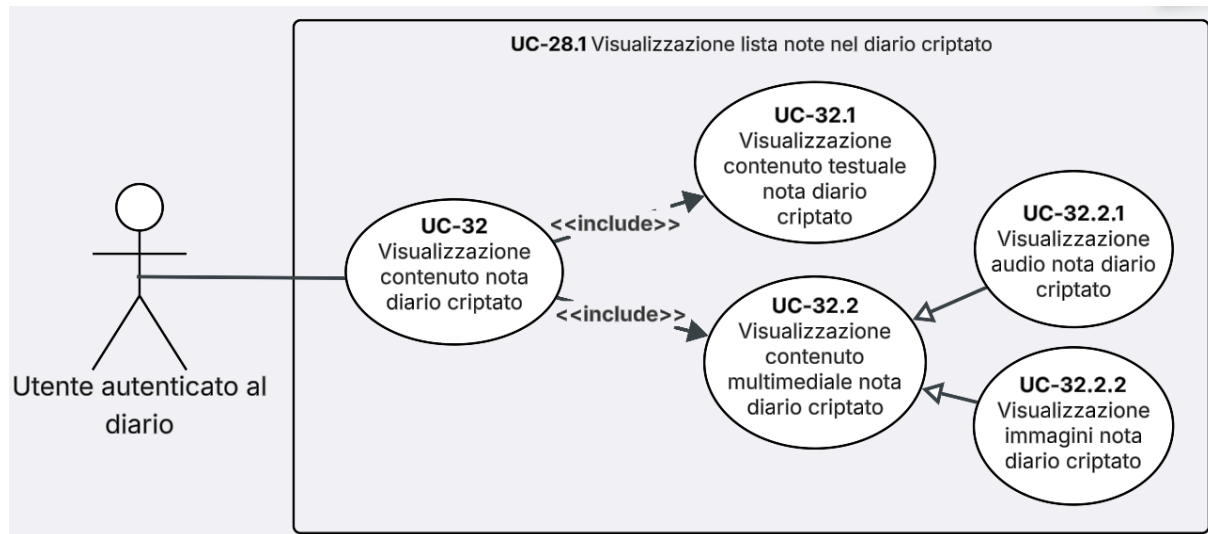 UC-28.1 Visualizzazione lista note nel diario criptato
UC-32.1
Visualizzazione
contenuto testuale
nota diario
criptato
UC-32
Visualizzazione
contenuto nota
diario criptato
<<include>>
<<include>>
UC-32.2
Visualizzazione
contenuto
multimediale nota
diario criptato
UC-32.2.1
Visualizzazione
audio nota diario
criptato
UC-32.2.2
Visualizzazione
immagini nota
diario criptato
Utente autenticato al
diario